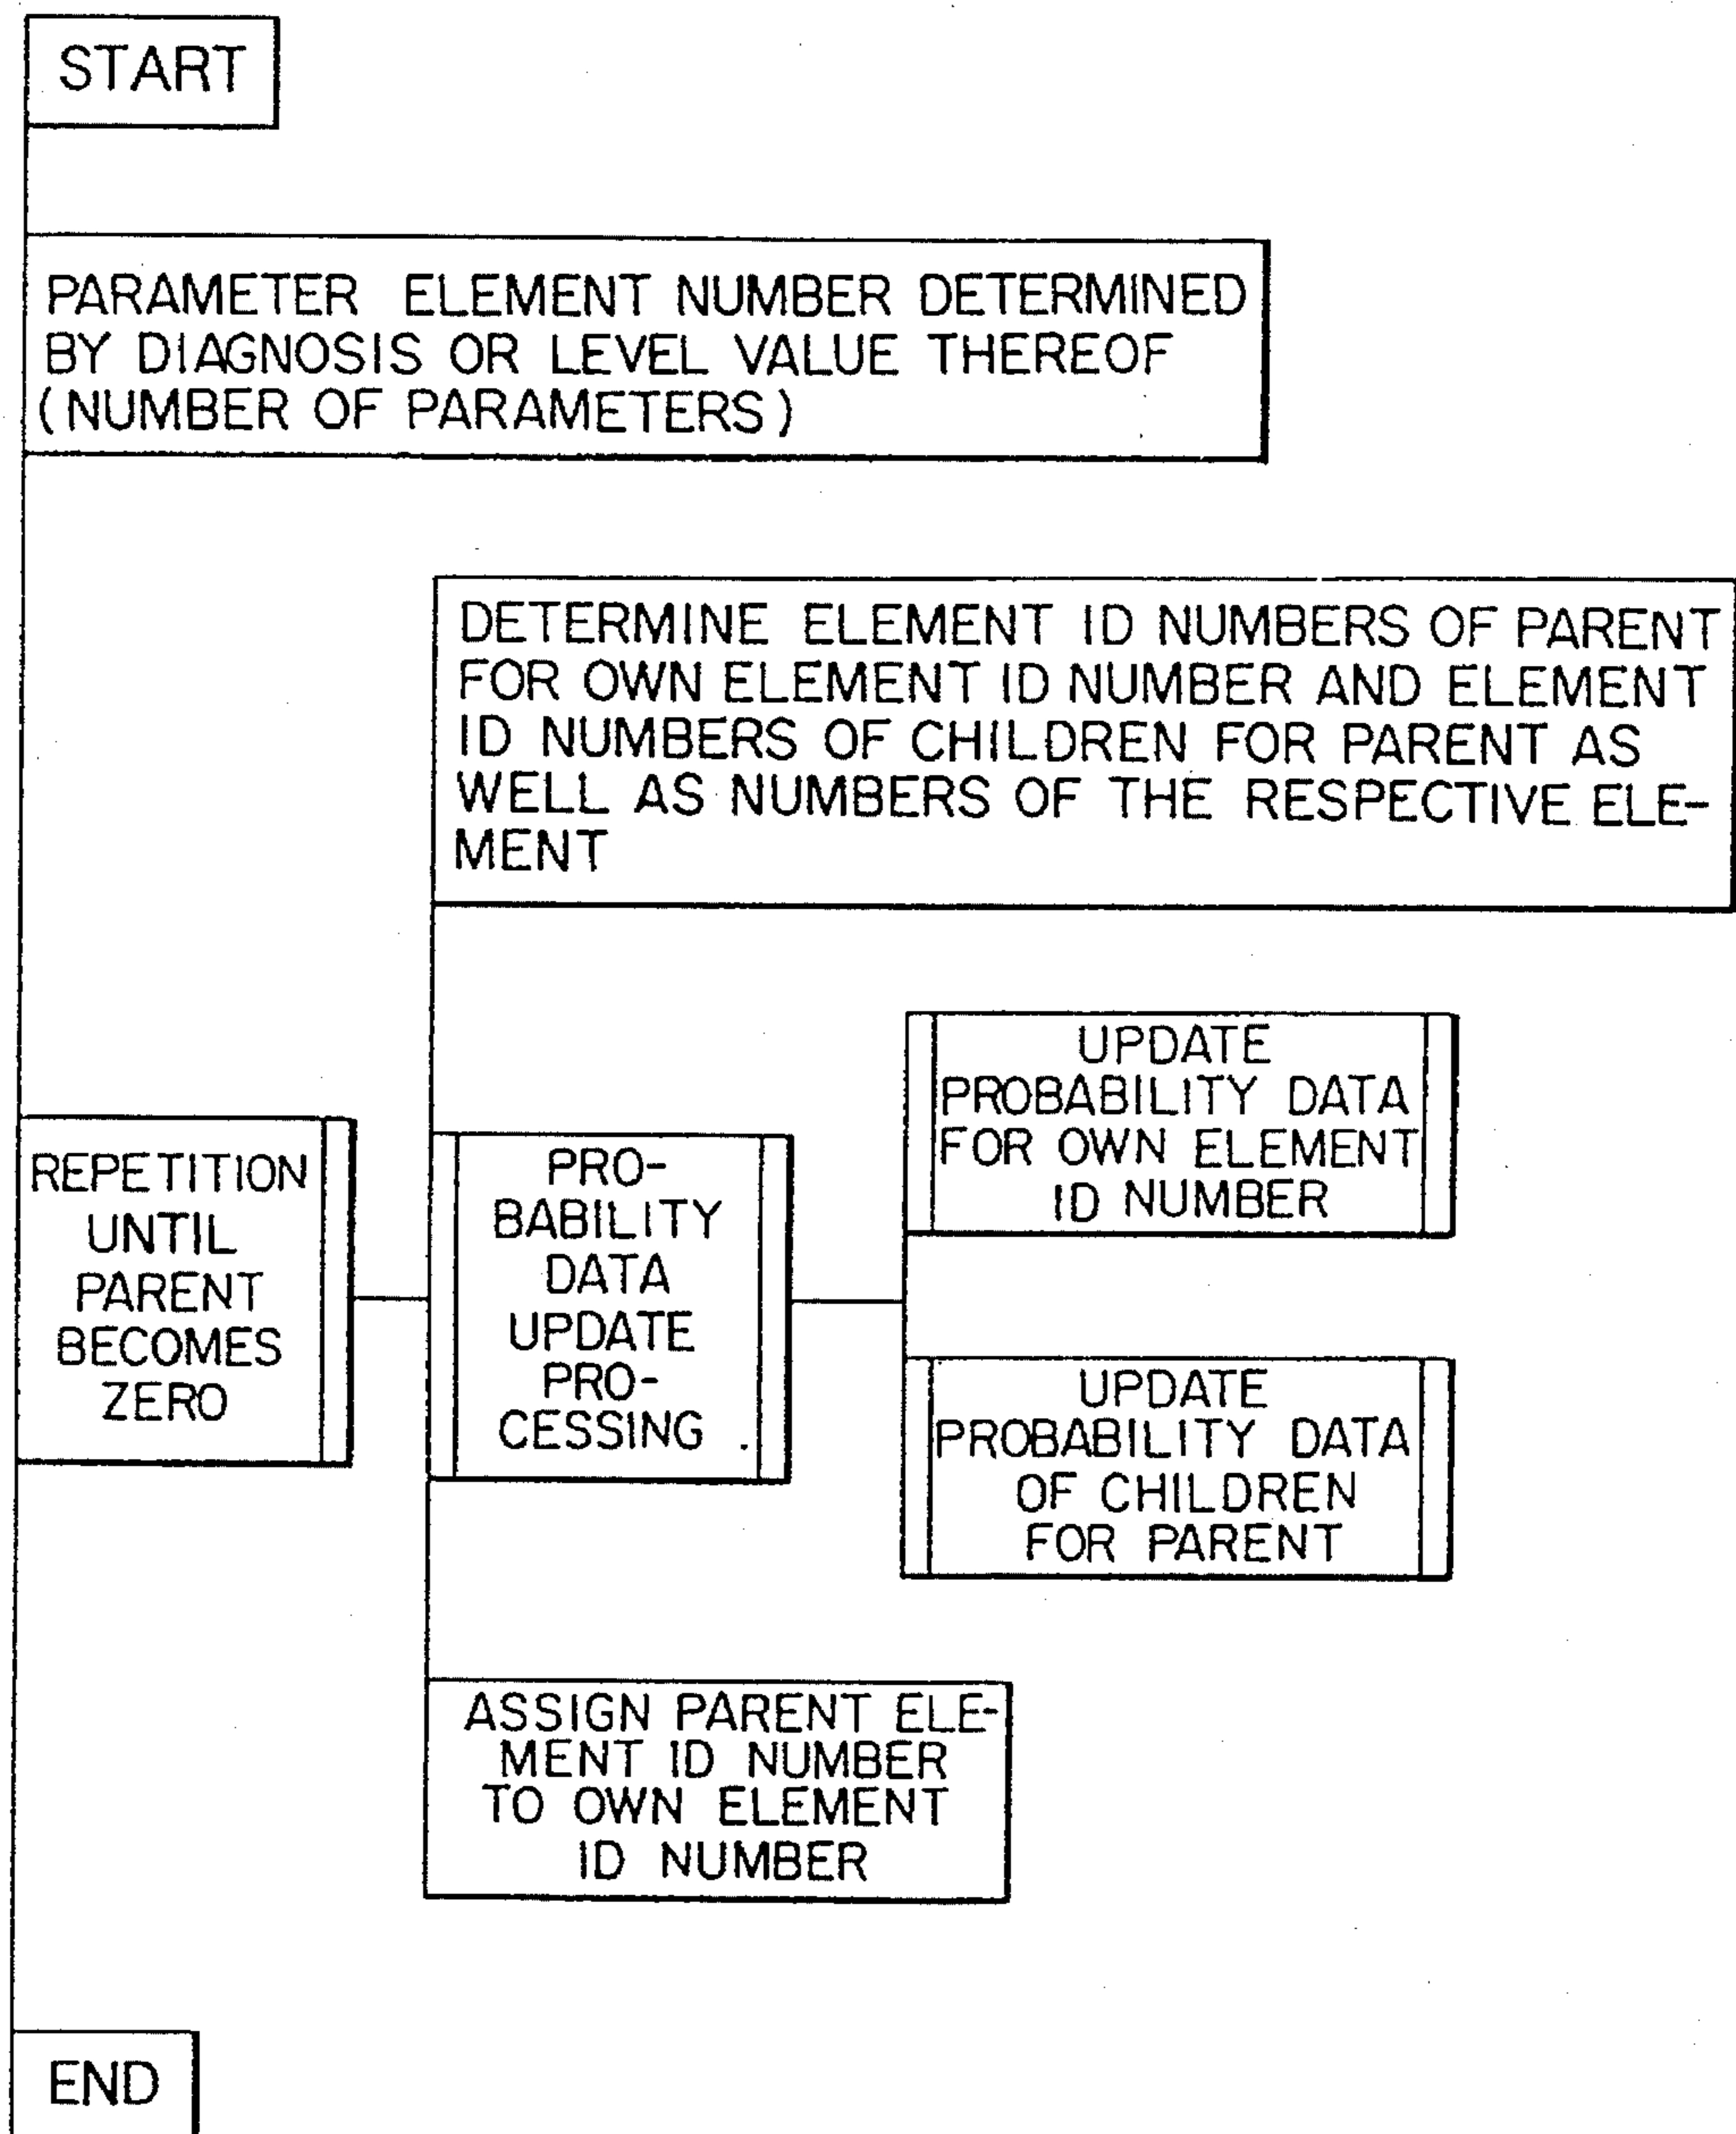 START
PARAMETER ELEMENT NUMBER DETERMINED
BY DIAGNOSIS OR LEVEL VALUE THEREOF
(NUMBER OF PARAMETERS)
DETERMINE ELEMENT ID NUMBERS OF PARENT
FOR OWN ELEMENT ID NUMBER AND ELEMENT
ID NUMBERS OF CHILDREN FOR PARENT AS
WELL AS NUMBERS OF THE RESPECTIVE ELE-
MENT
REPETITION
UNTIL
PARENT
BECOMES
ZERO
PRO-
BABILITY
DATA
UPDATE
PRO-
CESSING
UPDATE
PROBABILITY DATA
FOR OWN ELEMENT
ID NUMBER
UPDATE
PROBABILITY DATA
OF CHILDREN
FOR PARENT
ASSIGN PARENT ELE-
MENT ID NUMBER
TO OWN ELEMENT
ID NUMBER
END